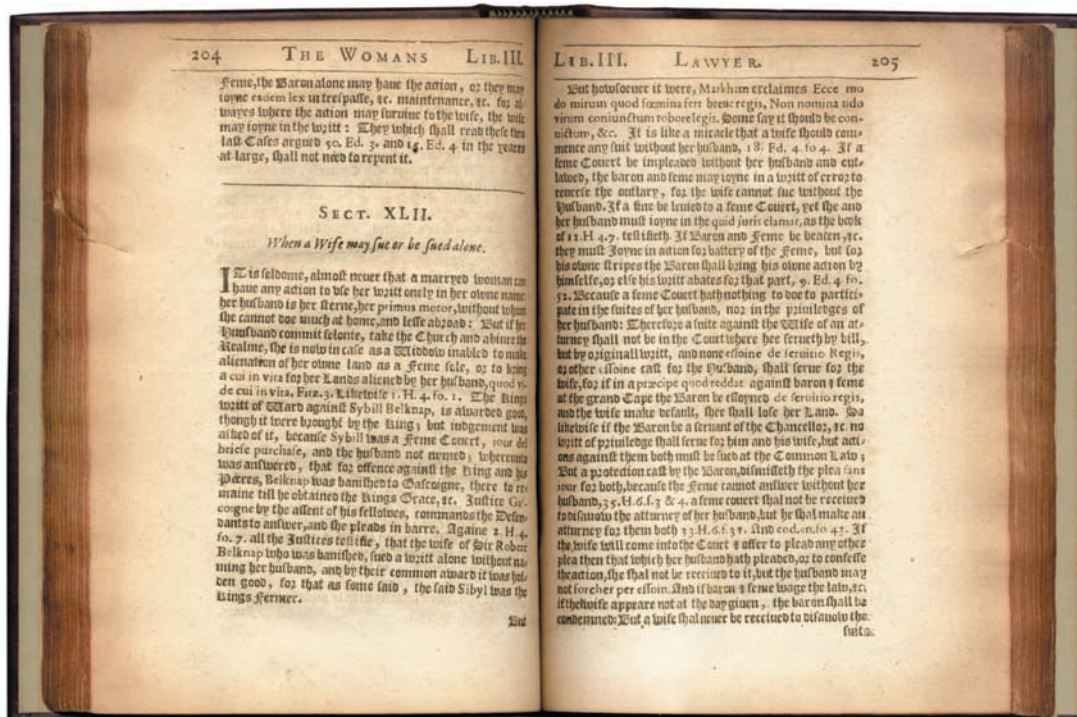 204 THE WOMANS LIB.III.
Feme, the Baron alone may haue the action, or they may
ioyne eadem lex in trespasse, &c. maintenance, &c. for al-
wayes where the action may suruiue to the wife, the wife
may ioyne in the writt: They which shall read these two
last Cases argued 50. Ed. 3. and 15. Ed. 4 in the yeares
at large, shall not need to repent it.
SECT. XLII.
When a Wife may sue or be sued alone.
IT is seldome, almost neuer that a marryed woman can
haue any action to vse her writt onely in her owne name:
her husband is her sterne, her primus motor, without whom
she cannot doe much at home, and lesse abroad: But if her
Husband commit felonie, take the Church and abiure the
Realme, she is now in case as a Widdow inabled to make
alienation of her owne land as a Feme sole, or to bring
a cui in vita for her Lands aliened by her husband, quod vi-
de cui in vita. Fitz. 3. Likewise 1. H. 4. fo. 1. The Kings
writt of Ward against Sybill Belknap, is awarded good,
though it were brought by the King; but iudgement was
asked of it, because Sybill was a Feme Couert, iour del
briefe purchase, and the husband not named; whereunto
was answered, that for offence against the King and his
Peeres, Belknap was banished to Gascoigne, there to re-
maine till he obtained the Kings Grace, &c. Justice Gas-
coigne by the assent of his fellowes, commands the Defen-
dants to answer, and she pleads in barre. Againe 2. H. 4.
fo. 7. all the Justices testifie, that the wife of Sir Robert
Belknap who was banished, sued a writt alone without na-
ming her husband, and by their common award it was hol-
den good, for that as some said, the said Sibyl was the
Kings Fermer.
But
LIB.III. LAWYER. 205
But howsoeuer it were, Markham exclaimes Ecce mo
do mirum quod fœmina fert breue regis, Non nomina ndo
virum coniunctum robore legis. Some say it should be con-
uictum, &c. It is like a miracle that a wife should com-
mence any suit without her husband, 18. Ed. 4. fo 4. If a
feme Couert be impleaded without her husband and out-
lawed, the baron and feme may ioyn in a writt of error to
reuerse the outlary, for the wife cannot sue without the
Husband. If a fine be leuied to a feme Couert, yet she and
her husband must ioyne in the quid juris clamat, as the book
of 11.H 4.7. testifieth. If Baron and Feme be beaten, &c.
they must Joyne in action for battery of the Feme, but for
his owne stripes the Baron shall bring his owne action by
himselfe, or else his writt abates for that part, 9. Ed. 4 fo.
51. Because a feme Couert hath nothing to doe to partici-
pate in the suites of her husband, nor in the priuiledges of
her husband: Therefore a suite against the Wife of an at-
turney shall not be in the Court where hee serueth by bill,
but by originall writt, and none essoine de seruitio Regis,
or other essoine cast for the Husband, shall serue for the
wife, for if in a præcipe quod reddat against baron & feme
at the grand Cape the Baron be essoyned de seruitio regis,
and the wife make default, shee shall lose her Land. So
likewise if the Baron be a seruant of the Chancellor, &c. no
writt of priuiledge shall serue for him and his wife, but acti-
ons against them both must be sued at the Common Law;
But a protection cast by the Baron, dismisseth the plea sans
iour for both, because the Feme cannot answer without her
husband, 35.H.6.f.3 & 4. a feme couert shal not be receiued
to disauow the atturney of her husband, but he shal make an
atturney for them both 33.H.6.f.31. And eod. an. fo 43. If
the wife will come into the Court & offer to plead any other
plea then that which her husband hath pleaded, or to confesse
the action, she shal not be receiued to it, but the husband may
not forcher per essoin. And if baron & feme wage the law, &c.
if the wife appeare not at the day giuen, the baron shall be
condemned: But a wife shal neuer be receiued to disauow the
suite